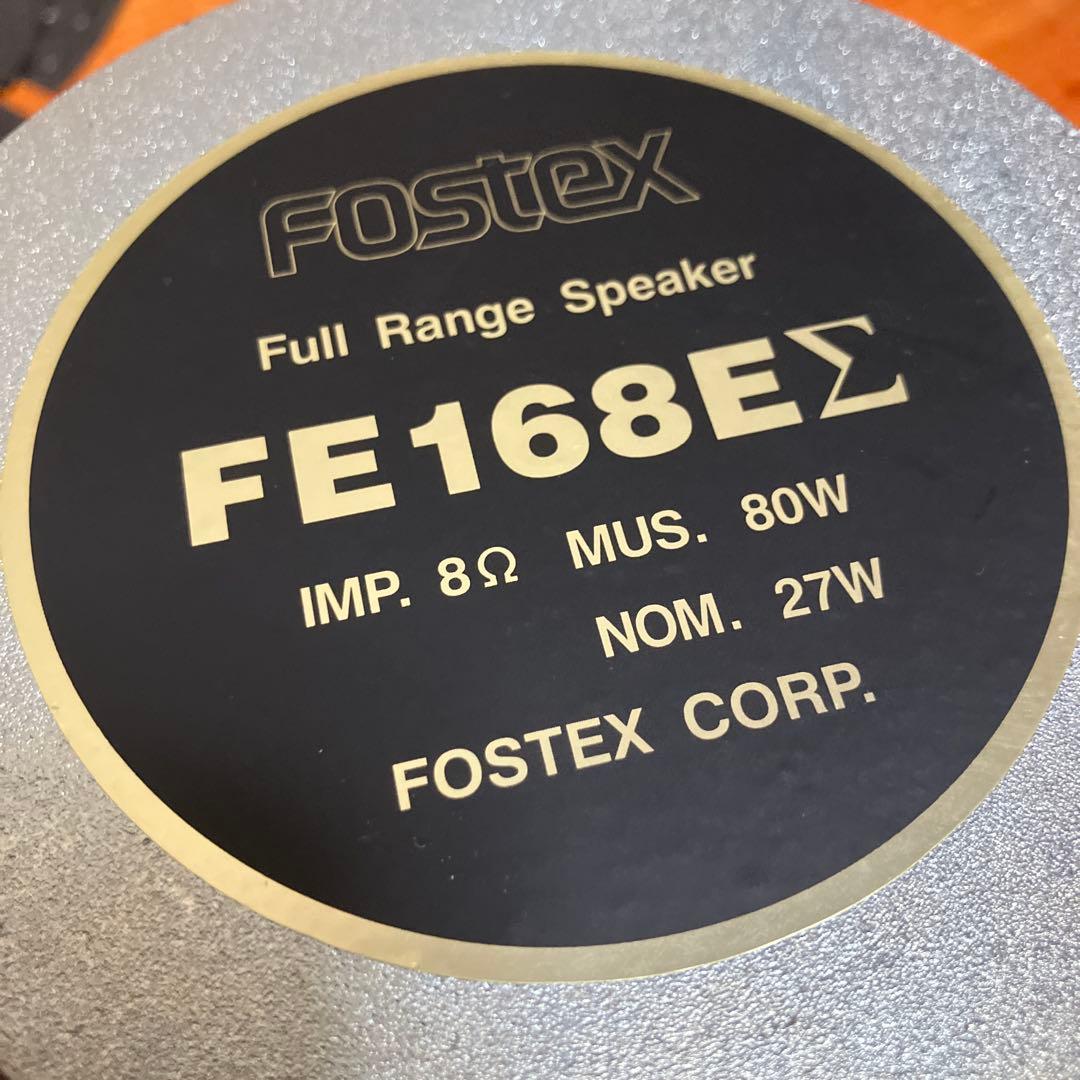 Fostex
Full Range Speaker
FE168EΣ
IMP. 8Ω MUS. 80W
NOM. 27W
FOSTEX CORP.